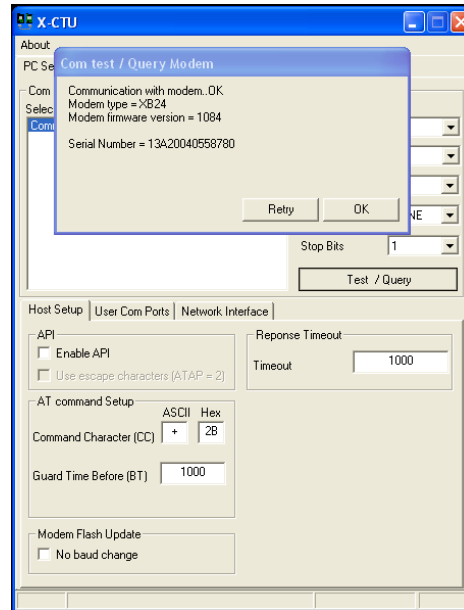 X-CTU
About
PC Se
Com test / Query Modem
Communication with modem..OK
Modem type = XB24
Modem firmware version = 1084
Serial Number = 13A20040558780
Retry
OK
Com
Selec
Com
NE
Stop Bits
1
Test / Query
Host Setup
User Com Ports
Network Interface
API
Enable API
Use escape characters (ATAP = 2)
Reponse Timeout
Timeout
1000
AT command Setup
ASCII Hex
Command Character (CC)
+
2B
Guard Time Before (BT)
1000
Modem Flash Update
No baud change